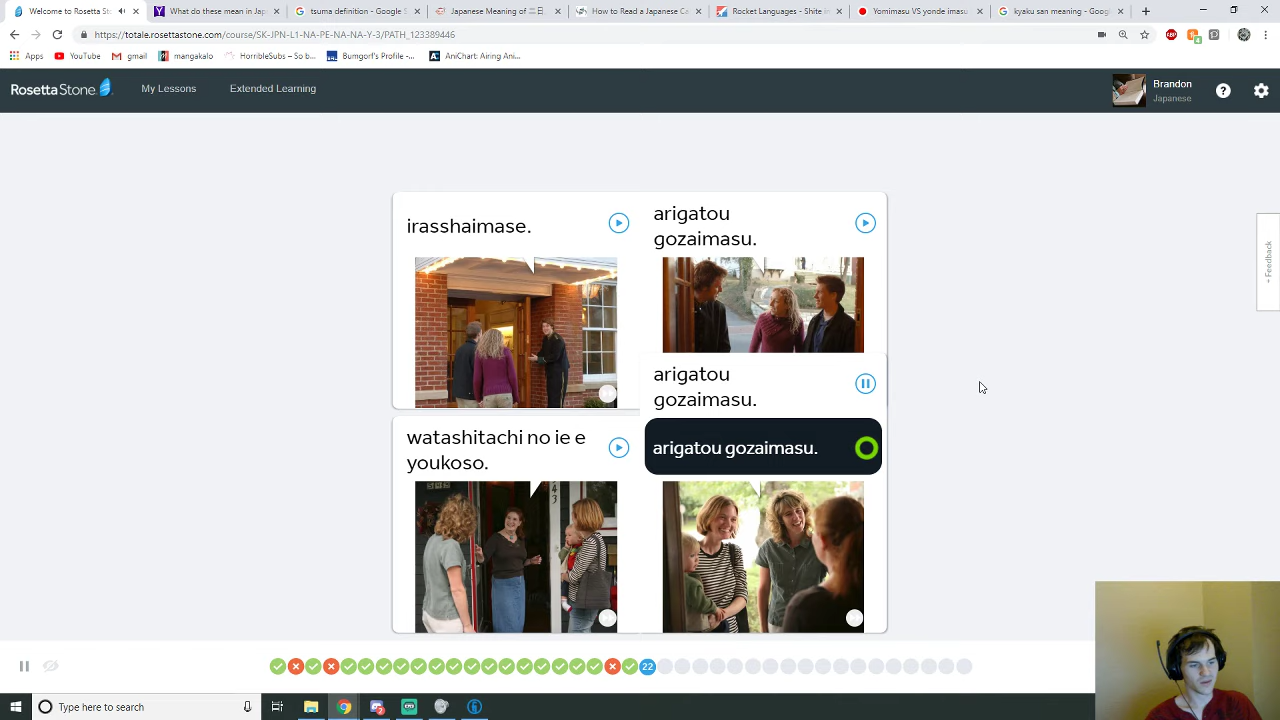 Welcome to Rosetta Sto
What do these mean in Jap
tsuma definition - Google S
Japanese Meaning of
How to Read a Japanese Ca
Rocket Languages - Shite i
Yomimasu VS yonde imasu
kyaku san meaning - Goog
https://totale.rosettastone.com/course/SK-JPN-L1-NA-PE-NA-NA-Y-3/PATH_123389446
Apps
YouTube
gmail
mangakalo
HorribleSubs – So b...
Bumgorf's Profile -...
AniChart: Airing Ani...
RosettaStone
My Lessons
Extended Learning
Brandon
Japanese
irasshaimase.
arigatou
gozaimasu.
arigatou
gozaimasu.
arigatou gozaimasu.
watashitachi no ie e
youkoso.
+ Feedback
22
Type here to search